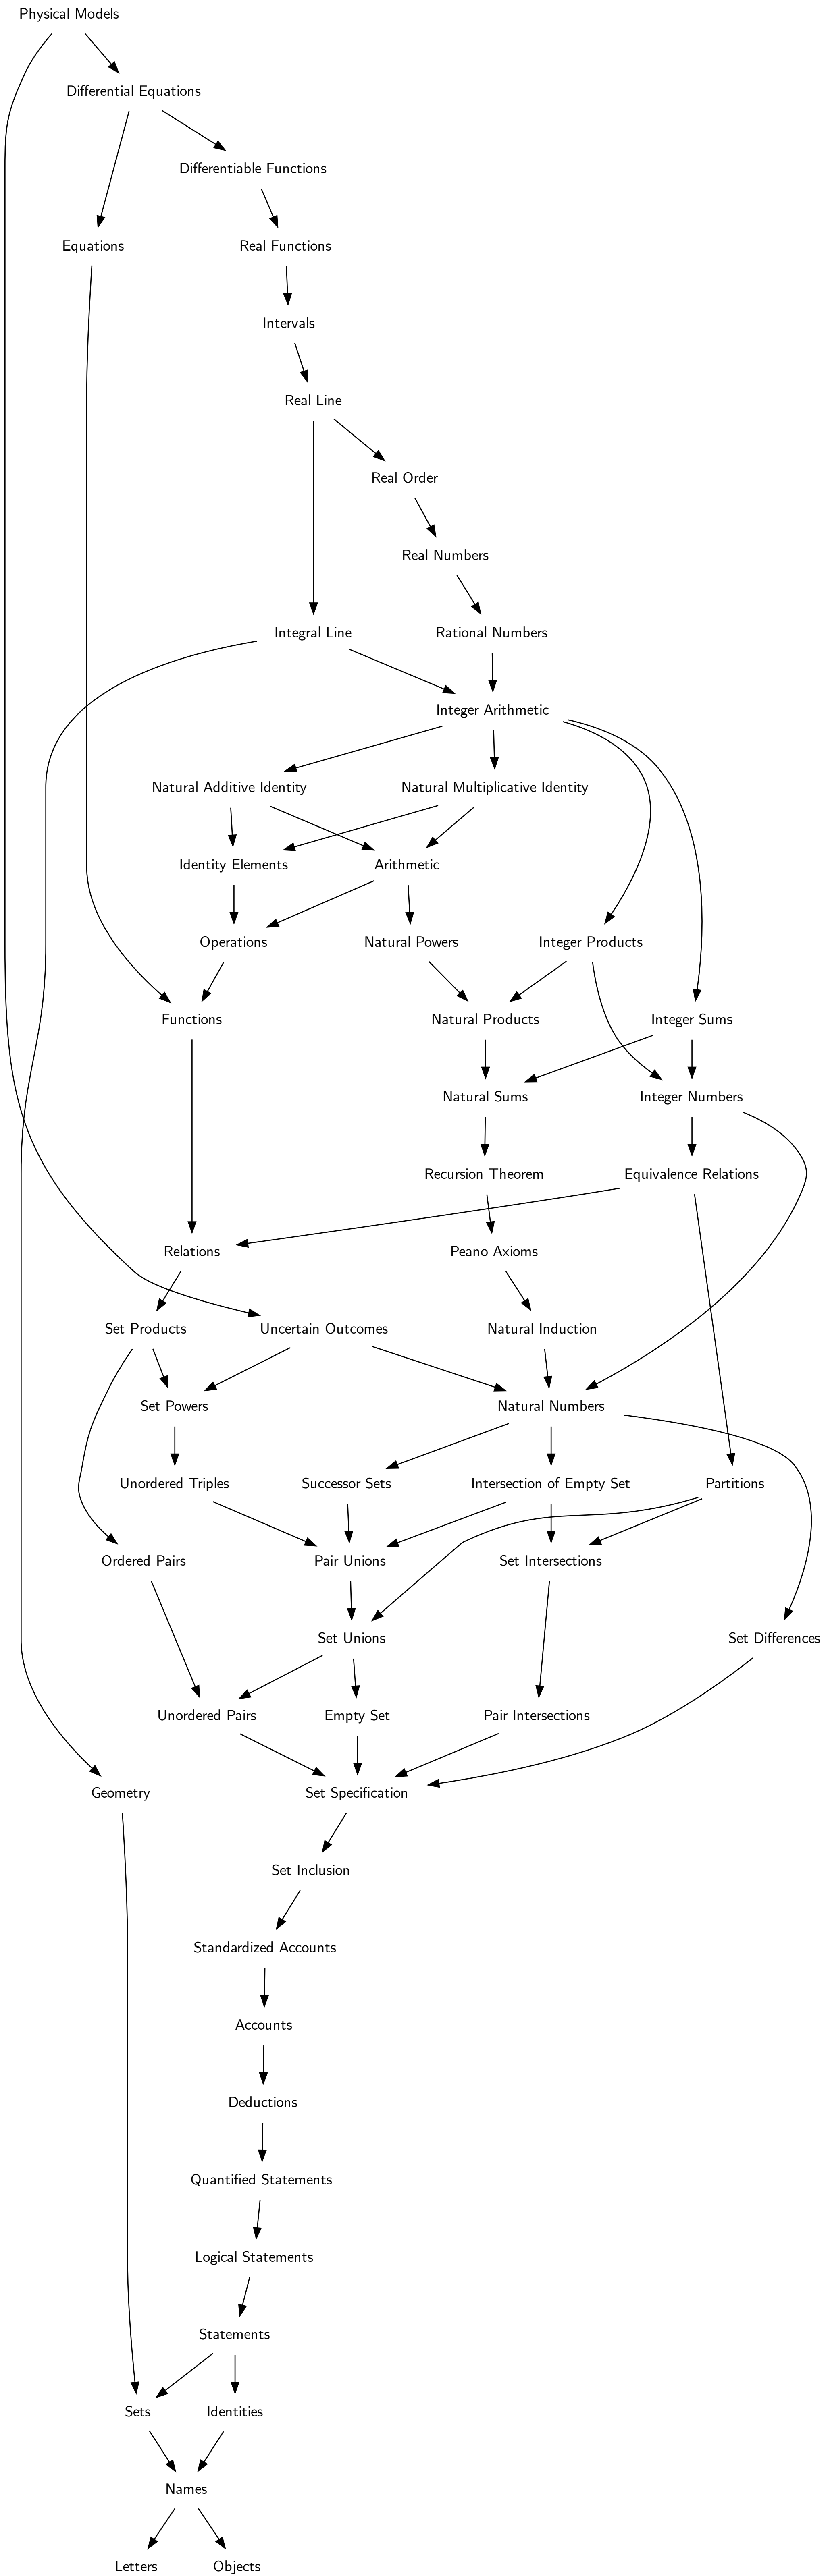 Physical Models
Differential Equations
Differentiable Functions
Equations
Real Functions
Intervals
Real Line
Real Order
Real Numbers
Integral Line
Rational Numbers
Integer Arithmetic
Natural Additive Identity
Natural Multiplicative Identity
Identity Elements
Arithmetic
Operations
Natural Powers
Integer Products
Functions
Natural Products
Integer Sums
Natural Sums
Integer Numbers
Recursion Theorem
Equivalence Relations
Relations
Peano Axioms
Set Products
Uncertain Outcomes
Natural Induction
Set Powers
Natural Numbers
Unordered Triples
Successor Sets
Intersection of Empty Set
Partitions
Ordered Pairs
Pair Unions
Set Intersections
Set Unions
Set Differences
Unordered Pairs
Empty Set
Pair Intersections
Geometry
Set Specification
Set Inclusion
Standardized Accounts
Accounts
Deductions
Quantified Statements
Logical Statements
Statements
Sets
Identities
Names
Letters
Objects